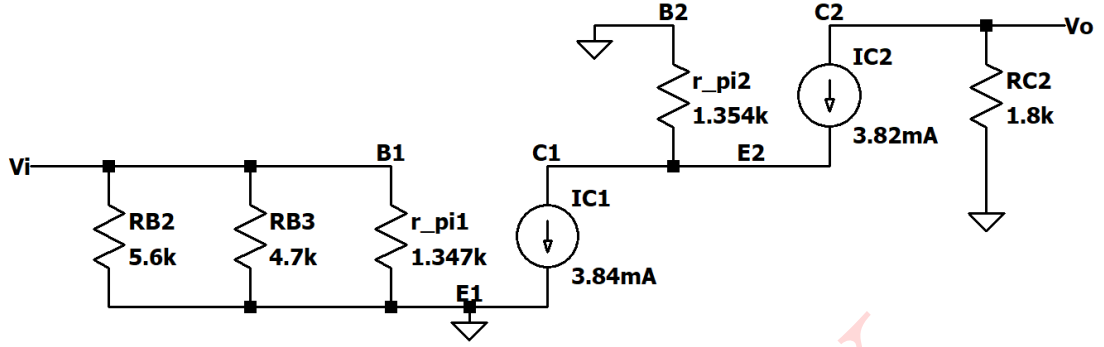 B2
C2
Vo
IC2
r_pi2
1.354k
RC2
1.8k
3.82mA
Vi
B1
C1
E2
IC1
RB2
5.6k
RB3
4.7k
r_pi1
1.347k
3.84mA
E1